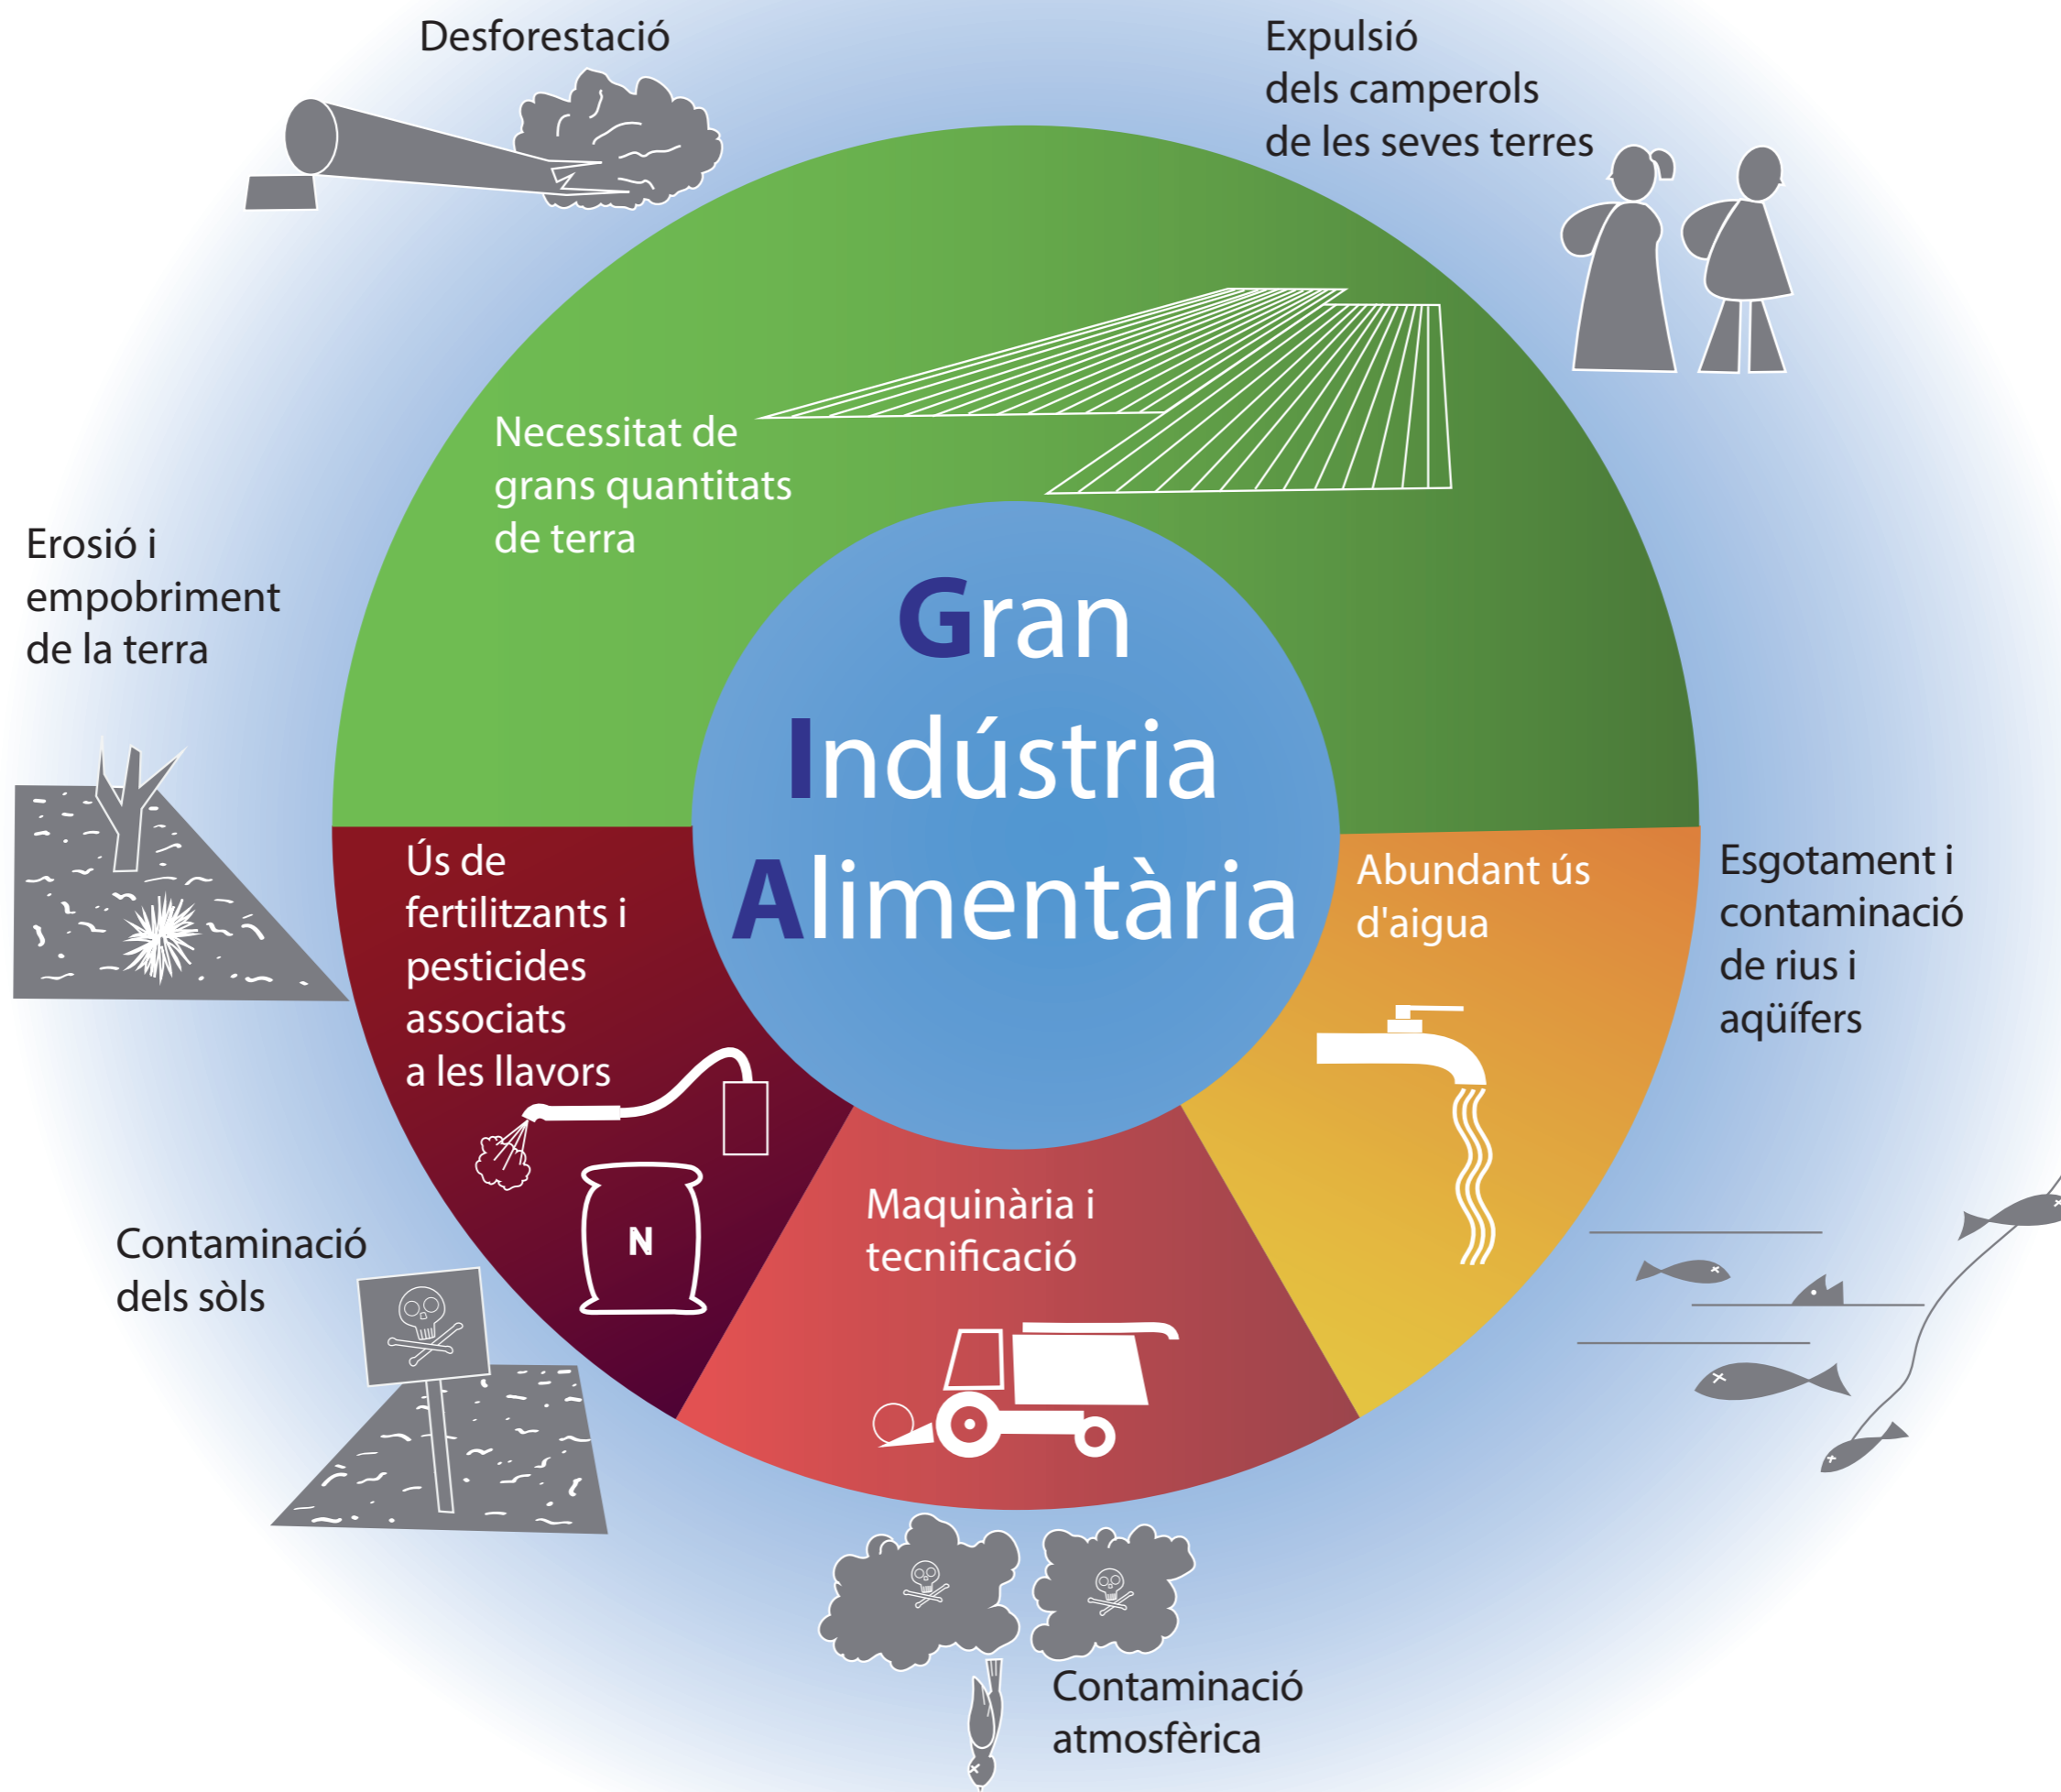 Desforestació
Expulsió
dels camperols
de les seves terres
Necessitat de
grans quantitats
de terra
Erosió i
empobriment
de la terra
Gran
Indústria
Alimentària
Ús de
fertilitzants i
pesticides
associats
a les llavors
N
Abundant ús
d'aigua
Esgotament i
contaminació
de rius i
aqüífers
Maquinària i
tecnificació
Contaminació
dels sòls
Contaminació
atmosfèrica